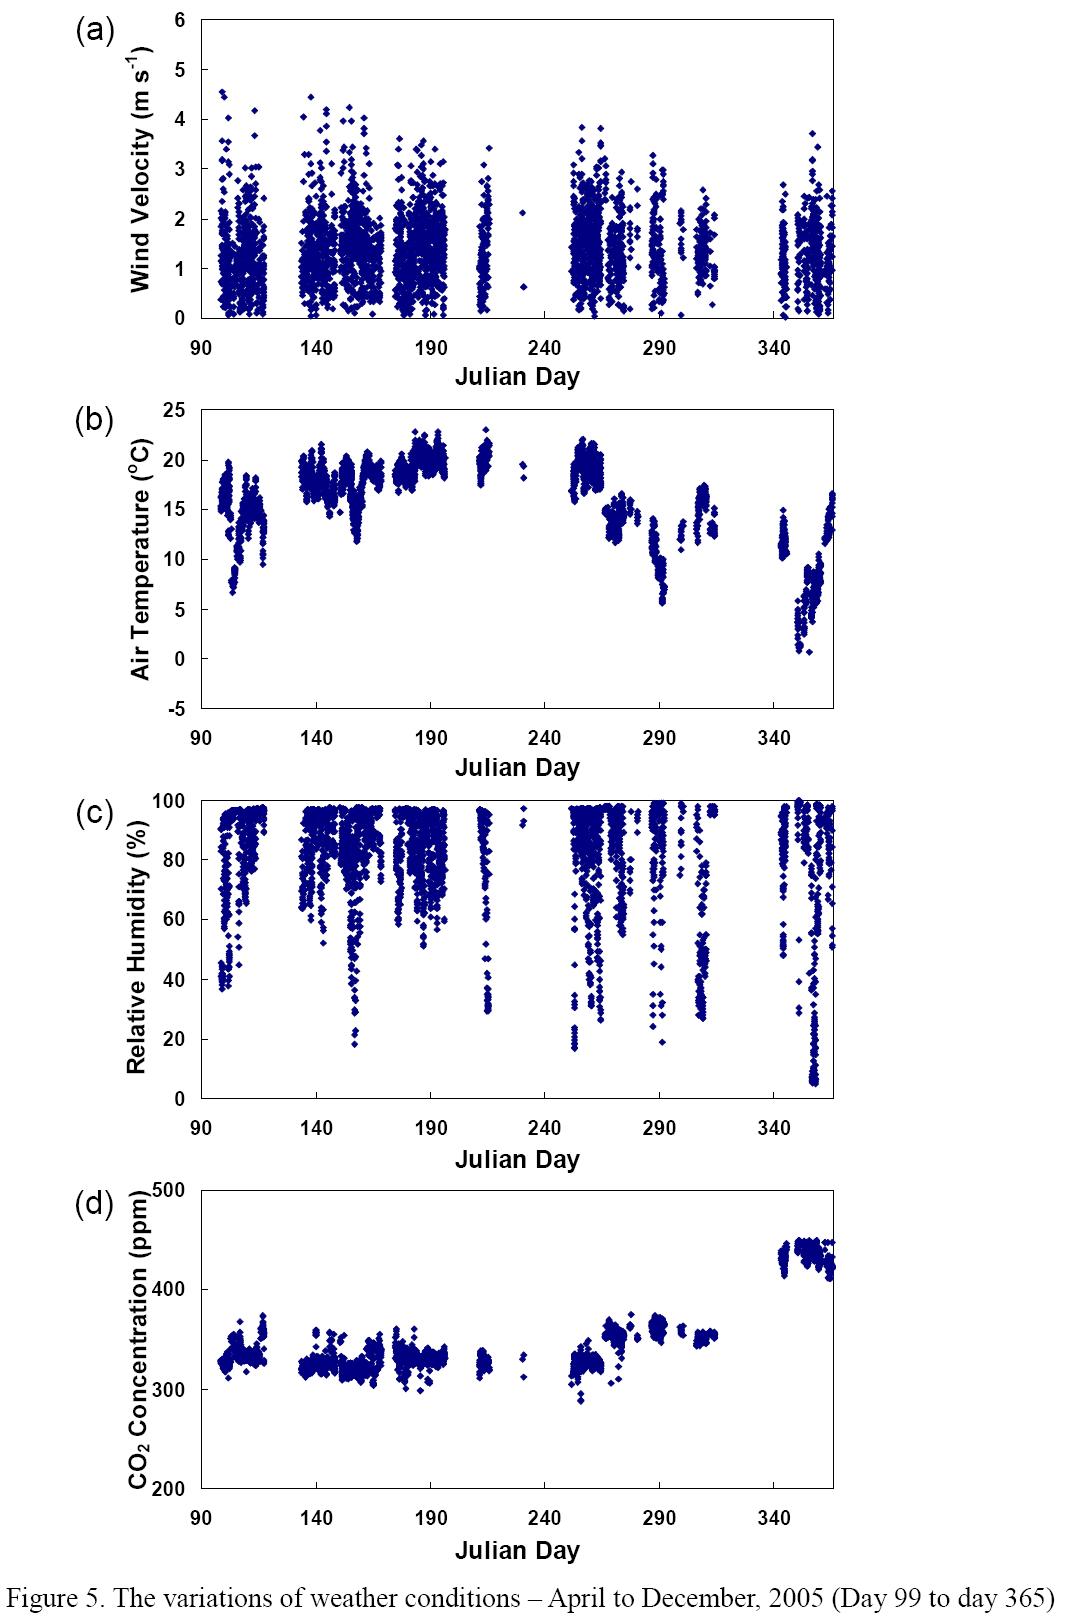 (a)
Wind Velocity (m s-1)
6
5
4
3
2
1
0
90 140 190 240 290 340
Julian Day
(b)
Air Temperature (oC)
25
20
15
10
5
0
-5
90 140 190 240 290 340
Julian Day
(c)
Relative Humidity (%)
100
80
60
40
20
0
90 140 190 240 290 340
Julian Day
(d)
CO2 Concentration (ppm)
500
400
300
200
90 140 190 240 290 340
Julian Day
Figure 5. The variations of weather conditions – April to December, 2005 (Day 99 to day 365)